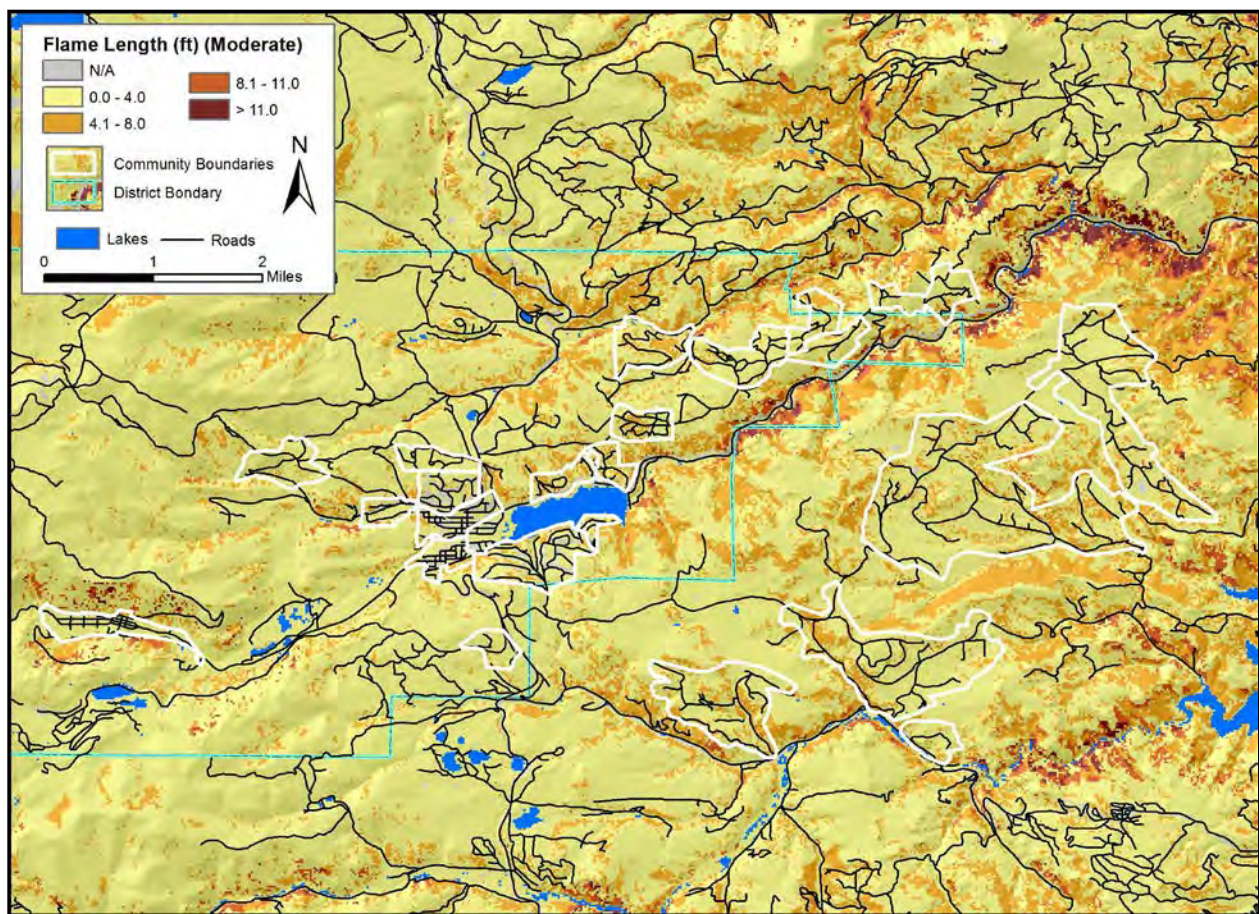 Flame Length (ft) (Moderate)
N/A
0.0 - 4.0
4.1 - 8.0
8.1 - 11.0
> 11.0
Community Boundaries
District Bondary
N
Lakes
Roads
0 1 2
Miles